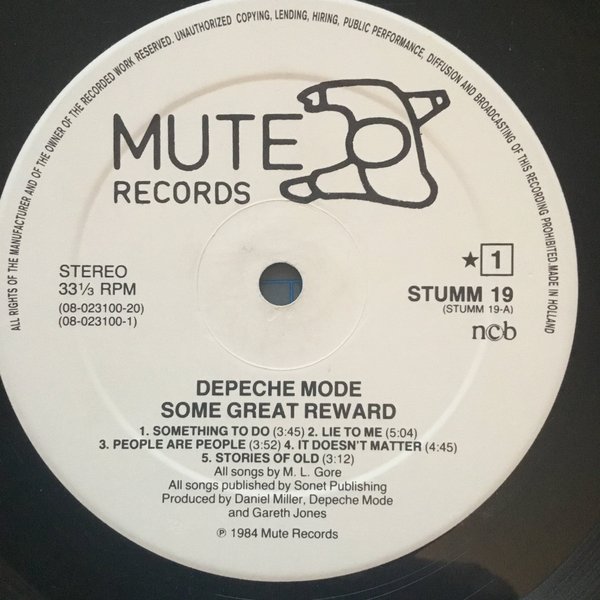 ALL RIGHTS OF THE MANUFACTURER AND OF THE OWNER OF THE RECORDED WORK RESERVED. UNAUTHORIZED COPYING, LENDING, HIRING, PUBLIC PERFORMANCE, DIFFUSION AND BROADCASTING OF THIS RECORDING PROHIBITED. MADE IN HOLLAND
MUTE
RECORDS
STEREO
33⅓ RPM
(08-023100-20)
(08-023100-1)
★ 1
STUMM 19
(STUMM 19-A)
ncb
DEPECHE MODE
SOME GREAT REWARD
1. SOMETHING TO DO (3:45) 2. LIE TO ME (5:04)
3. PEOPLE ARE PEOPLE (3:52) 4. IT DOESN'T MATTER (4:45)
5. STORIES OF OLD (3:12)
All songs by M. L. Gore
All songs published by Sonet Publishing
Produced by Daniel Miller, Depeche Mode
and Gareth Jones
℗ 1984 Mute Records